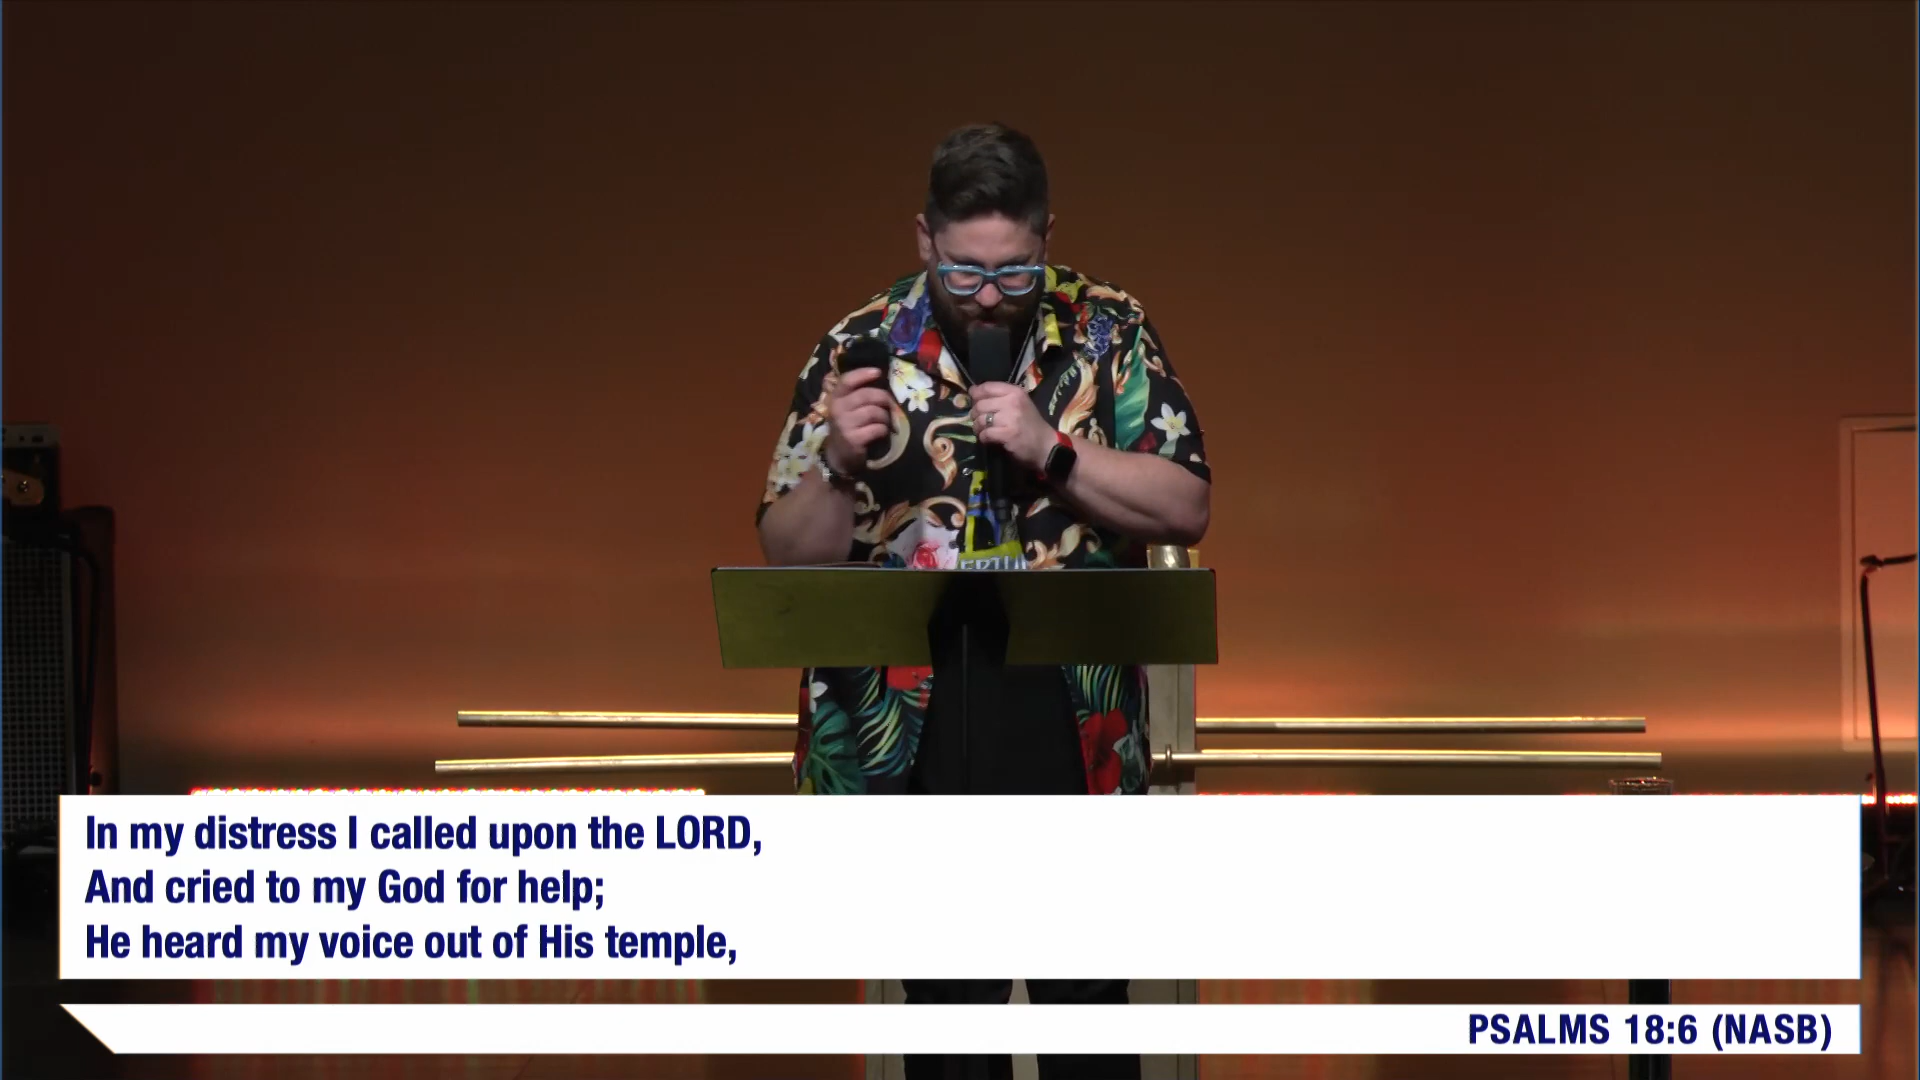 In my distress I called upon the LORD,
And cried to my God for help;
He heard my voice out of His temple,
PSALMS 18:6 (NASB)